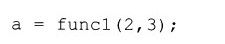 a = func1(2,3);